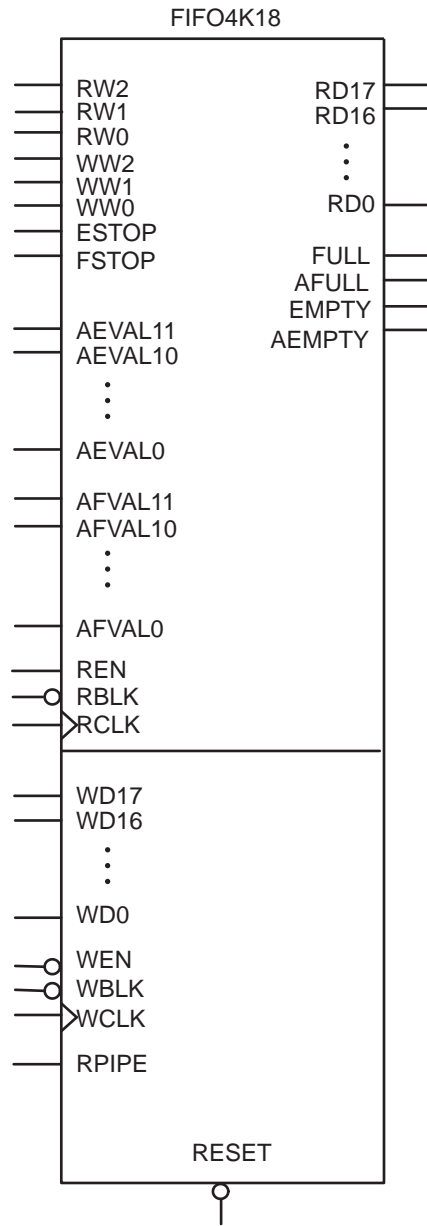 FIFO4K18
RW2
RW1
RW0
WW2
WW1
WW0
ESTOP
FSTOP
AEVAL11
AEVAL10
AEVAL0
AFVAL11
AFVAL10
AFVAL0
REN
RBLK
RCLK
WD17
WD16
WD0
WEN
WBLK
WCLK
RPIPE
RD17
RD16
RD0
FULL
AFULL
EMPTY
AEMPTY
RESET